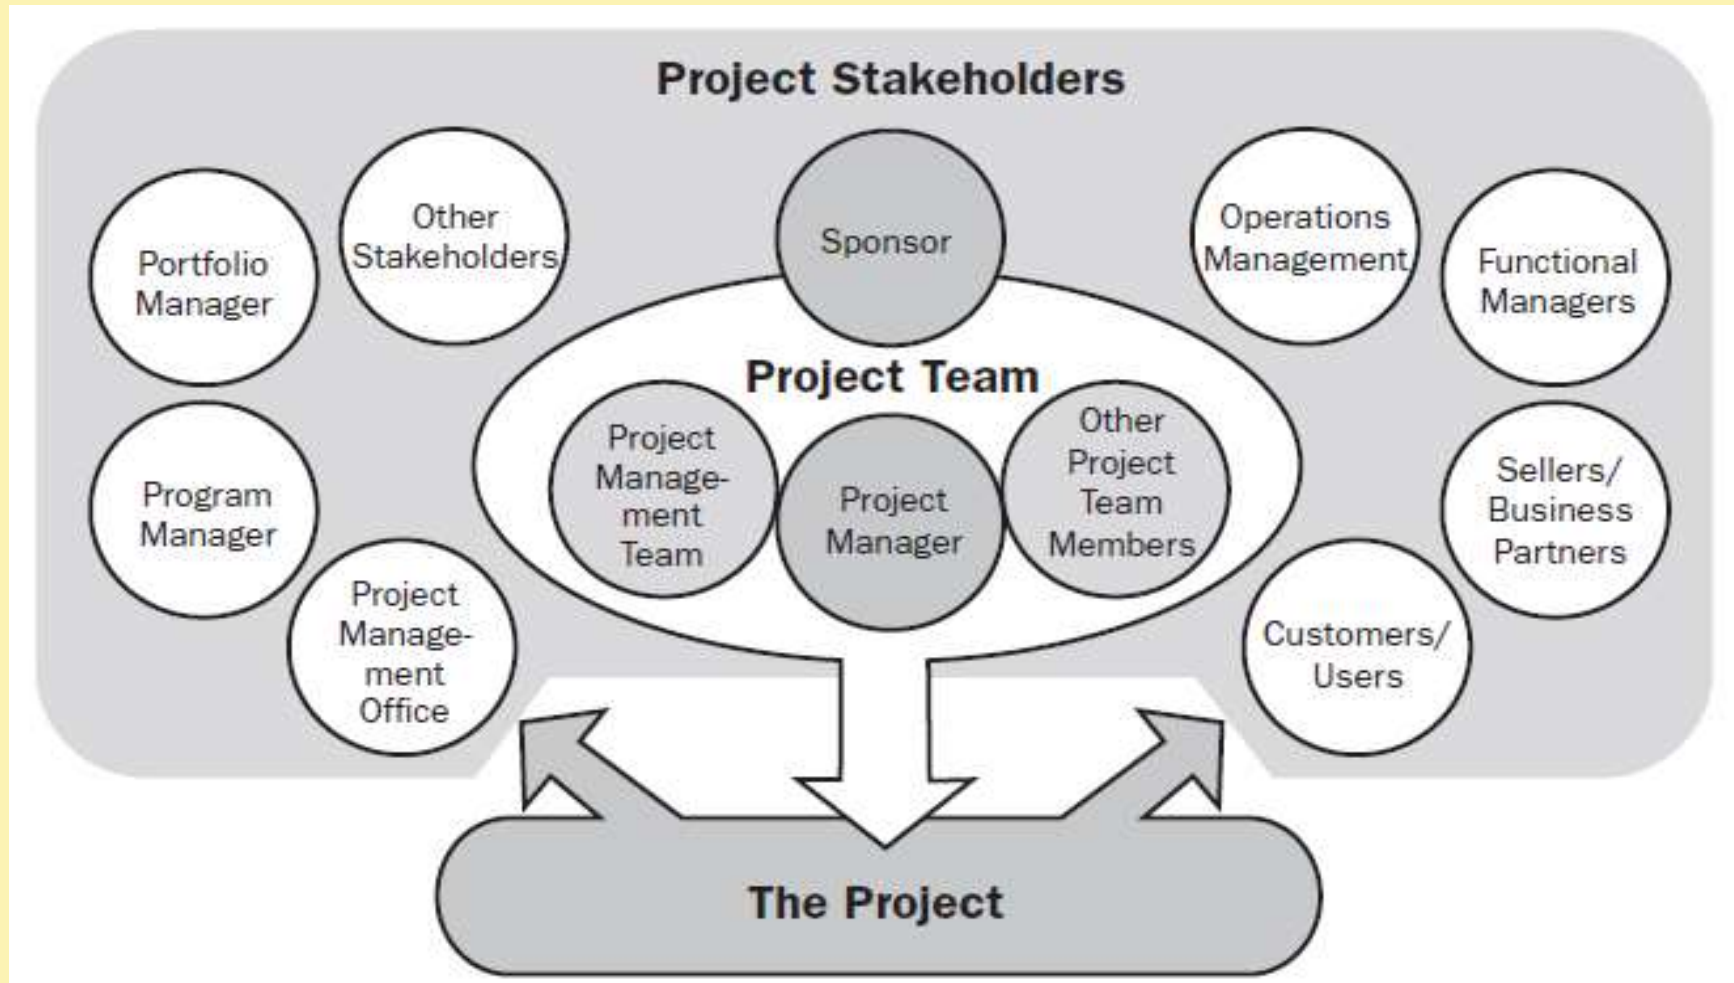 Project Stakeholders
Portfolio
Manager
Other
Stakeholders
Sponsor
Operations
Management
Functional
Managers
Project Team
Program
Manager
Project
Manage-
ment
Team
Project
Manager
Other
Project
Team
Members
Sellers/
Business
Partners
Project
Manage-
ment
Office
Customers/
Users
The Project